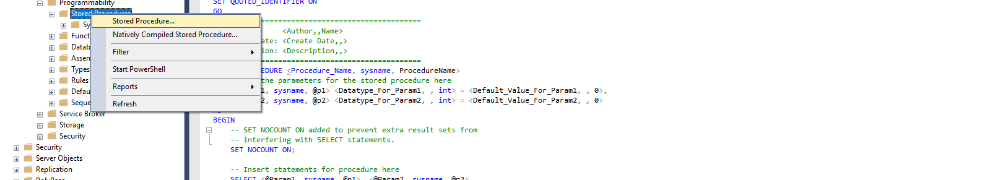 Programmability
Stored Procedures
Sy
Funct
Datab
Assem
Types
Rules
Defau
Seque
Service Broker
Storage
Security
Security
Server Objects
Replication
PolyBase
Stored Procedure...
Natively Compiled Stored Procedure...
Filter
Start PowerShell
Reports
Refresh
SET QUOTED_IDENTIFIER ON
GO
=======================================
<Author,,Name>
ate: <Create Date,,>
ion: <Description,,>
=======================================
EDURE <Procedure_Name, sysname, ProcedureName>
the parameters for the stored procedure here
1, sysname, @p1> <Datatype_For_Param1, , int> = <Default_Value_For_Param1, , 0>,
2, sysname, @p2> <Datatype_For_Param2, , int> = <Default_Value_For_Param2, , 0>
BEGIN
-- SET NOCOUNT ON added to prevent extra result sets from
-- interfering with SELECT statements.
SET NOCOUNT ON;
-- Insert statements for procedure here
SELECT <@Param1, sysname, @p1>, <@Param2, sysname, @p2>